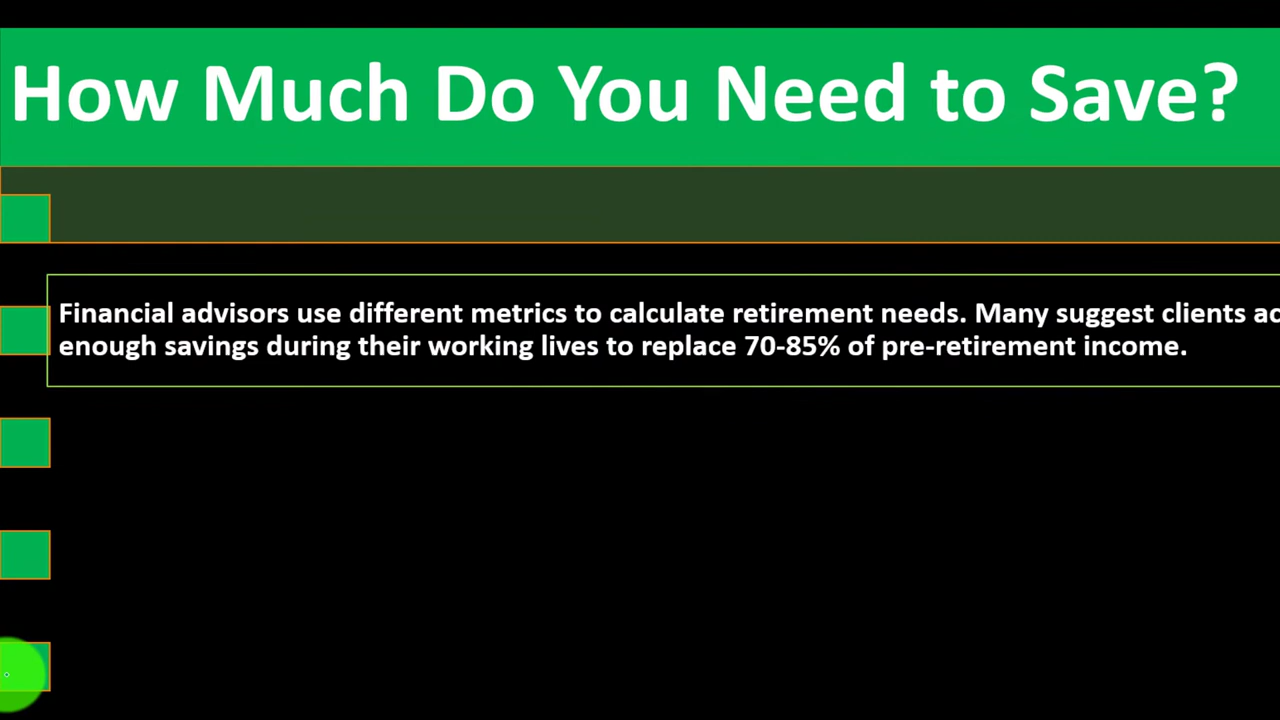 How Much Do You Need to Save?
Financial advisors use different metrics to calculate retirement needs. Many suggest clients
enough savings during their working lives to replace 70-85% of pre-retirement income.